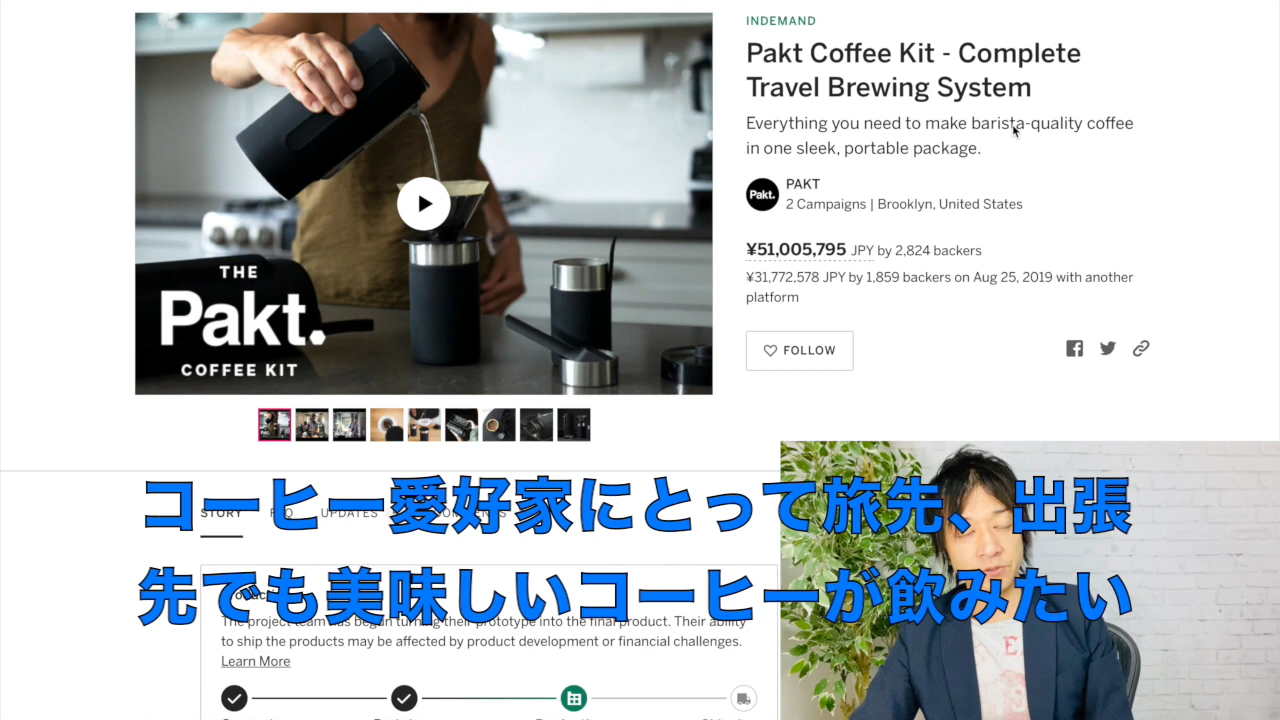 INDEMAND
Pakt Coffee Kit - Complete
Travel Brewing System
Everything you need to make barista-quality coffee
in one sleek, portable package.
Pakt.
PAKT
2 Campaigns | Brooklyn, United States
¥51,005,795 JPY by 2,824 backers
¥31,772,578 JPY by 1,859 backers on Aug 25, 2019 with another
platform
FOLLOW
THE
Pakt.
COFFEE KIT
STORY
UPDATES
コーヒー愛好家にとって旅先、出張
先でも美味しいコーヒーが飲みたい
The project team has begun turning their prototype into the final product. Their ability
to ship the products may be affected by product development or financial challenges.
Learn More